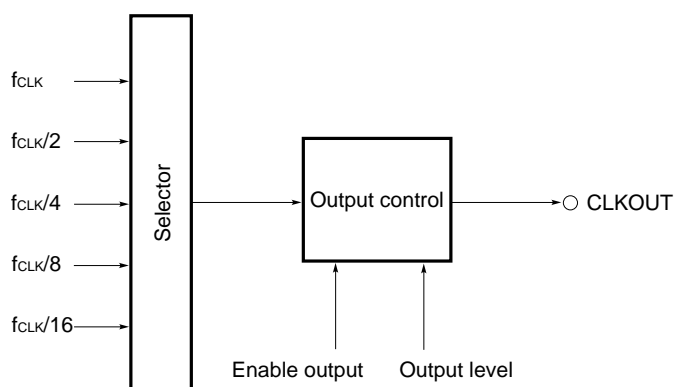 fCLK
fCLK/2
fCLK/4
fCLK/8
fCLK/16
Selector
Output control
CLKOUT
Enable output
Output level